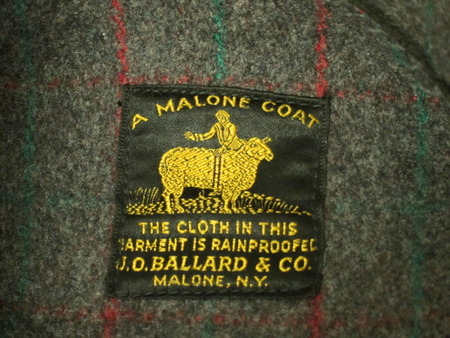 A MALONE COAT
THE CLOTH IN THIS
GARMENT IS RAINPROOFED
J.O.BALLARD & CO.
MALONE, N.Y.